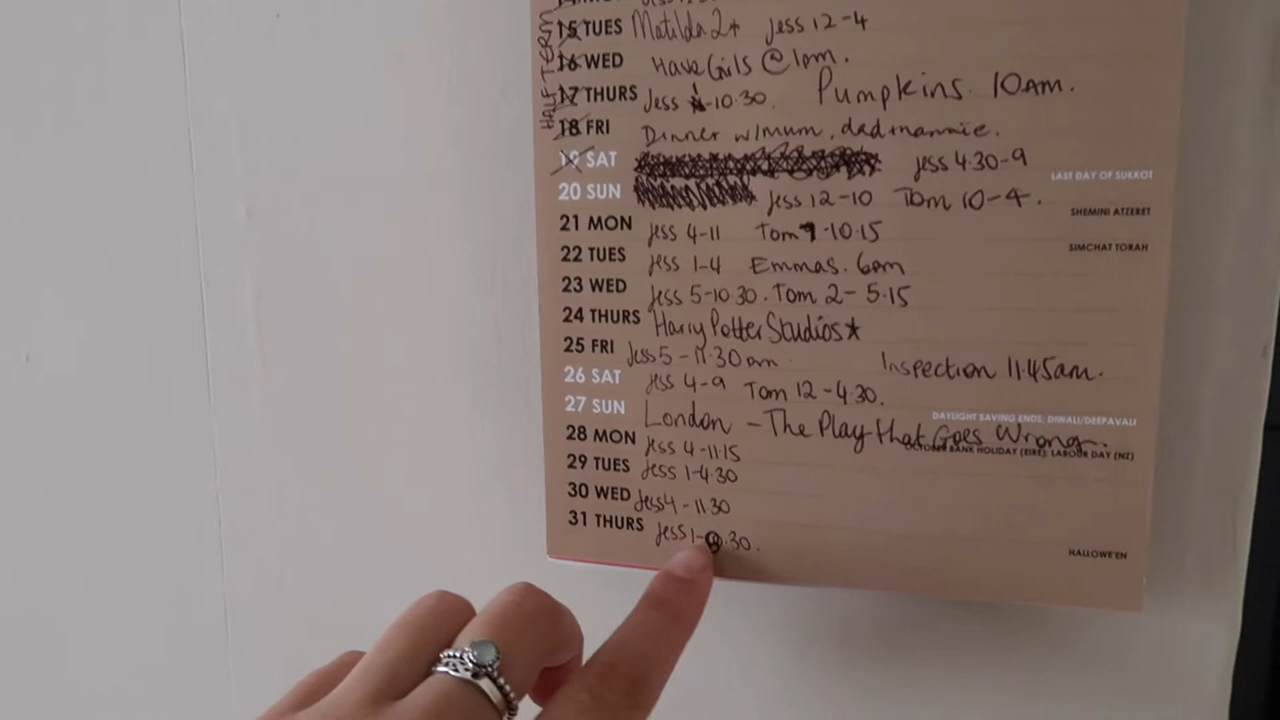 HALF TERM
15 TUES Matilda 2* Jess 12-4
16 WED Have Girls @ 1pm.
17 THURS Jess -10.30. Pumpkins. 10AM.
18 FRI Dinner w/mum, dad+nannie.
19 SAT Jess 4.30-9
LAST DAY OF SUKKOT
20 SUN Jess 12-10 Tom 10-4.
SHEMINI ATZERET
21 MON Jess 4-11 Tom 9-10.15
SIMCHAT TORAH
22 TUES Jess 1-4 Emmas. 6pm
23 WED Jess 5-10.30. Tom 2-5.15
24 THURS Harry Potter Studios*
25 FRI Jess 5-11.30am Inspection 11.45am.
26 SAT Jess 4-9 Tom 12-4.30.
DAYLIGHT SAVING ENDS; DIWALI/DEEPAVALI
27 SUN London - The Play that Goes Wrong.
OCTOBER BANK HOLIDAY (EIRE); LABOUR DAY (NZ)
28 MON Jess 4-11.15
29 TUES Jess 1-4.30
30 WED Jess 4-11.30
31 THURS Jess 1- .30.
HALLOWE'EN